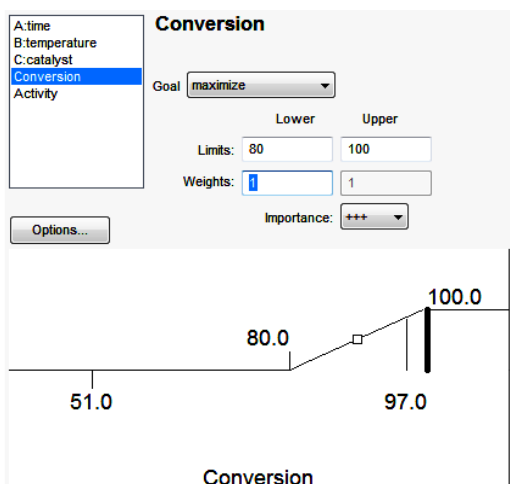 A:time
B:temperature
C:catalyst
Conversion
Activity
Conversion
Goal maximize
Lower Upper
Limits: 80 100
Weights: 1 1
Importance: +++
Options...
100.0
80.0
51.0 97.0
Conversion